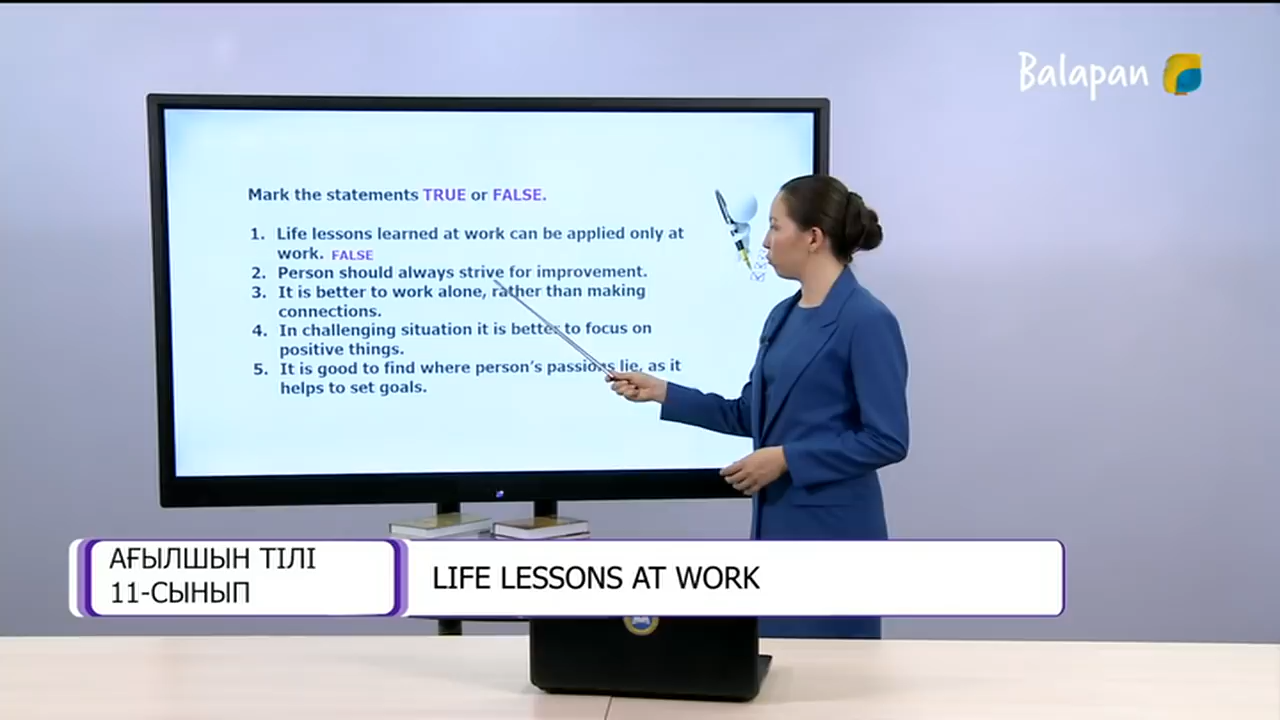 Balapan
Mark the statements TRUE or FALSE.
1. Life lessons learned at work can be applied only at
work. FALSE
2. Person should always strive for improvement.
3. It is better to work alone, rather than making
connections.
4. In challenging situation it is better to focus on
positive things.
5. It is good to find where person's passions lie, as it
helps to set goals.
АҒЫЛШЫН ТІЛІ
11-СЫНЫП
LIFE LESSONS AT WORK